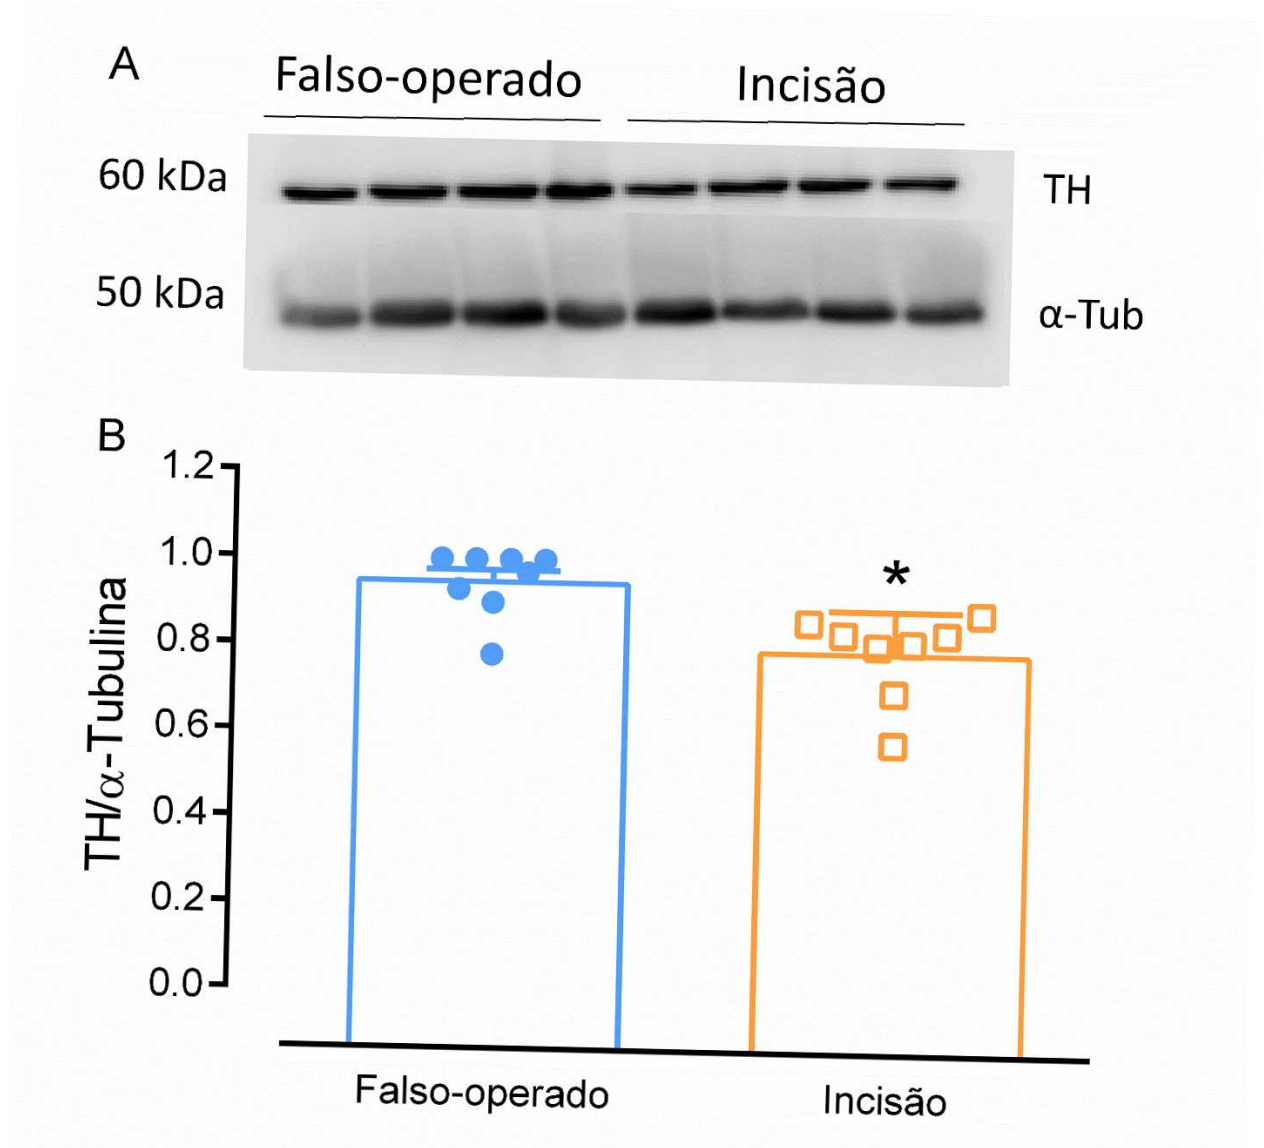 A
Falso-operado Incisão
60 kDa TH
50 kDa α-Tub
B
1.2
1.0
0.8
0.6
0.4
0.2
0.0
TH/α-Tubulina
*
Falso-operado Incisão